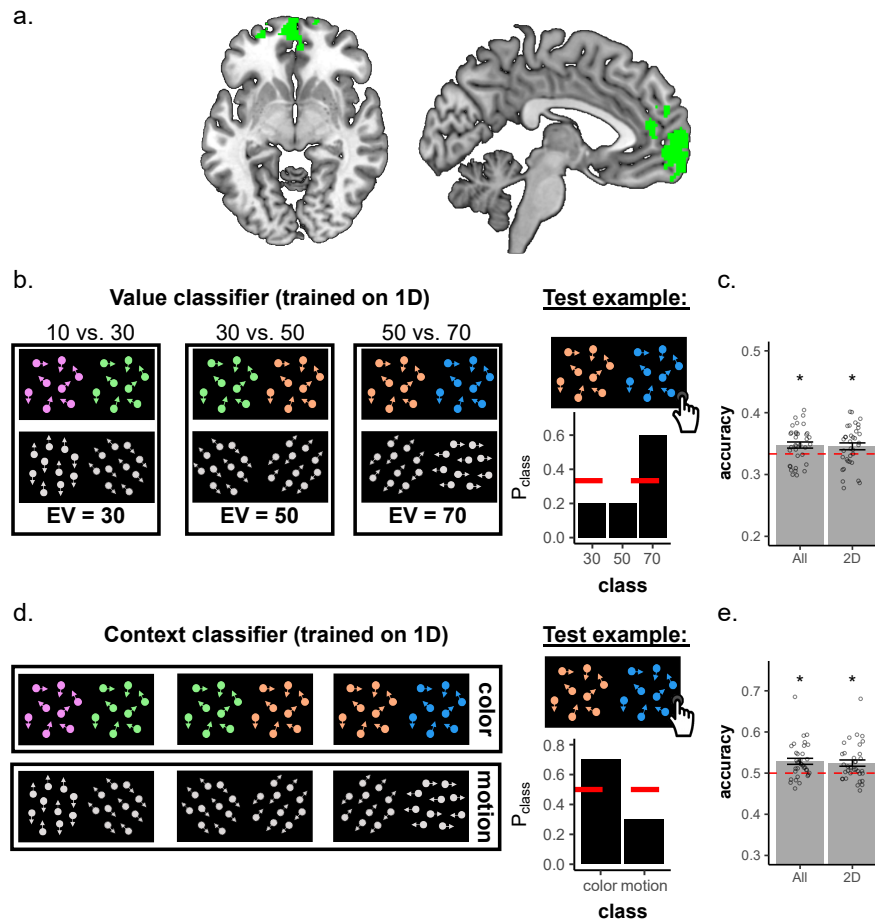 a.
b.
Value classifier (trained on 1D)
10 vs. 30
30 vs. 50
50 vs. 70
EV = 30
EV = 50
EV = 70
Test example:
P class
0.6
0.4
0.2
0.0
30 50 70
class
c.
accuracy
0.5
0.4
0.3
0.2
* *
All 2D
d.
Context classifier (trained on 1D)
color
motion
Test example:
P class
0.8
0.6
0.4
0.2
0.0
color motion
class
e.
accuracy
0.7
0.6
0.5
0.4
0.3
* *
All 2D